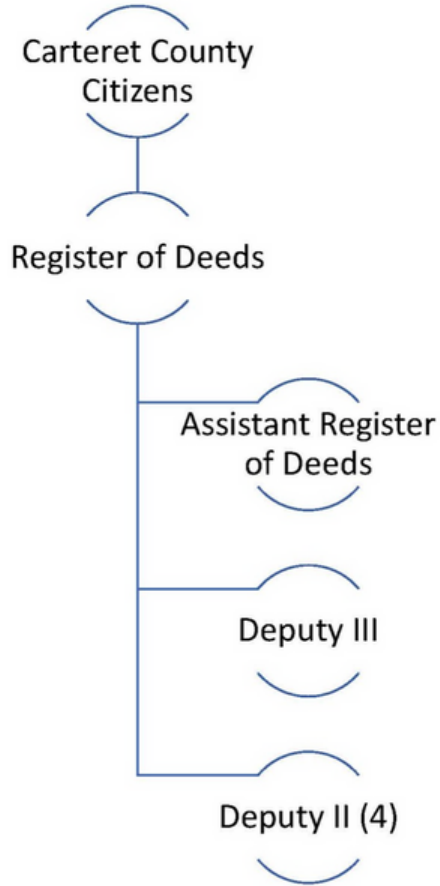 Carteret County
Citizens
Register of Deeds
Assistant Register
of Deeds
Deputy III
Deputy II (4)